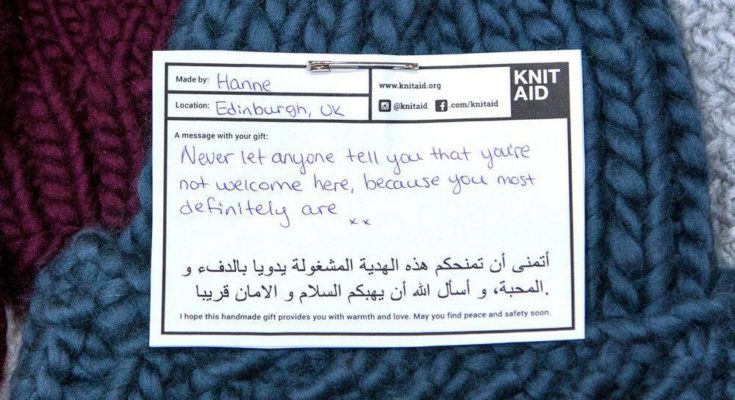 Made by: Hanne
Location: Edinburgh, UK
www.knitaid.org
@knitaid f.com/knitaid
KNIT
AID
A message with your gift:
Never let anyone tell you that you're
not welcome here, because you most
definitely are xx
أتمنى أن تمنحكم هذه الهدية المشغولة يدويا بالدفء و
المحبة، و أسأل الله أن يهبكم السلام و الامان قريبا.
I hope this handmade gift provides you with warmth and love. May you find peace and safety soon.